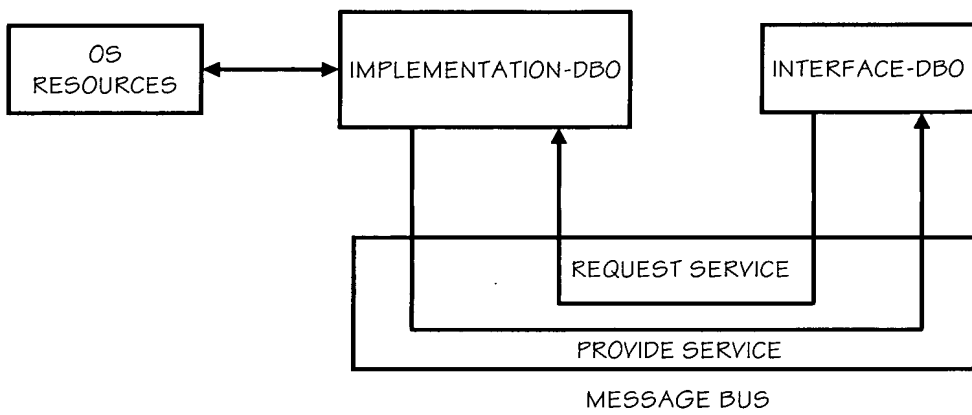 OS
RESOURCES
IMPLEMENTATION-DBO
INTERFACE-DBO
REQUEST SERVICE
PROVIDE SERVICE
MESSAGE BUS